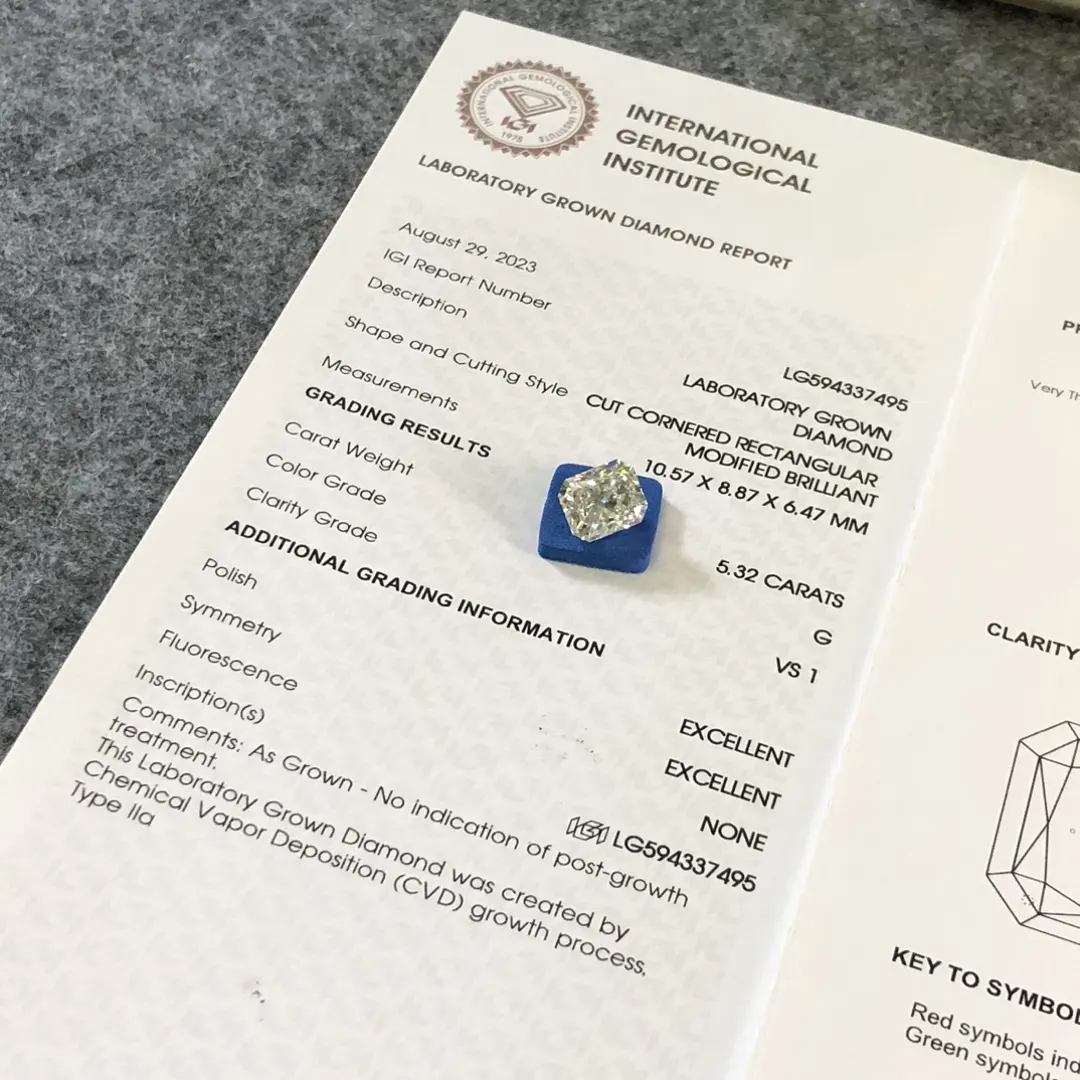 INTERNATIONAL GEMOLOGICAL INSTITUTE
IGI
1975
INTERNATIONAL
GEMOLOGICAL
INSTITUTE
LABORATORY GROWN DIAMOND REPORT
August 29, 2023
IGI Report Number LG594337495
Description LABORATORY GROWN
DIAMOND
Shape and Cutting Style CUT CORNERED RECTANGULAR
MODIFIED BRILLIANT
Measurements 10.57 X 8.87 X 6.47 MM
GRADING RESULTS
Carat Weight 5.32 CARATS
Color Grade G
Clarity Grade VS 1
ADDITIONAL GRADING INFORMATION
Polish EXCELLENT
Symmetry EXCELLENT
Fluorescence NONE
Inscription(s) IGI LG594337495
Comments: As Grown - No indication of post-growth
treatment.
This Laboratory Grown Diamond was created by
Chemical Vapor Deposition (CVD) growth process.
Type IIa
Very
CLARITY
KEY TO
Red symbols
Green